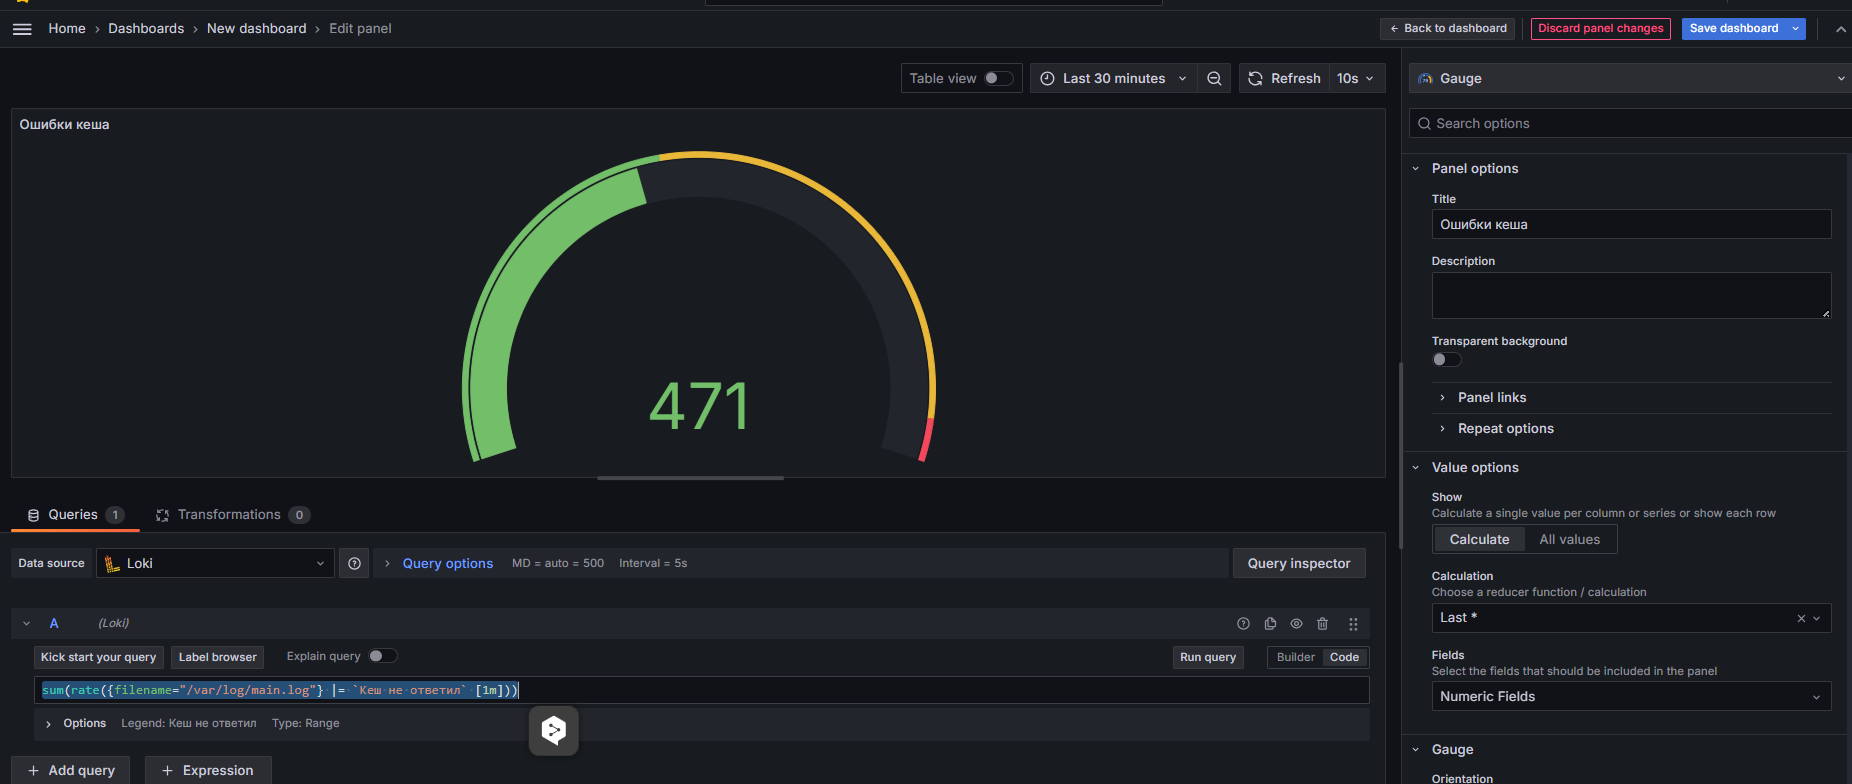 Home › Dashboards › New dashboard › Edit panel
← Back to dashboard
Discard panel changes
Save dashboard
Table view
Last 30 minutes
Refresh
10s
Ошибки кеша
471
Queries 1
Transformations 0
Data source
Loki
Query options
MD = auto = 500
Interval = 5s
Query inspector
A
(Loki)
Kick start your query
Label browser
Explain query
Run query
Builder
Code
sum(rate({filename="/var/log/main.log"} |= `Кеш не ответил` [1m]))
Options
Legend: Кеш не ответил
Type: Range
+ Add query
+ Expression
Gauge
Search options
Panel options
Title
Ошибки кеша
Description
Transparent background
Panel links
Repeat options
Value options
Show
Calculate a single value per column or series or show each row
Calculate
All values
Calculation
Choose a reducer function / calculation
Last *
Fields
Select the fields that should be included in the panel
Numeric Fields
Gauge
Orientation